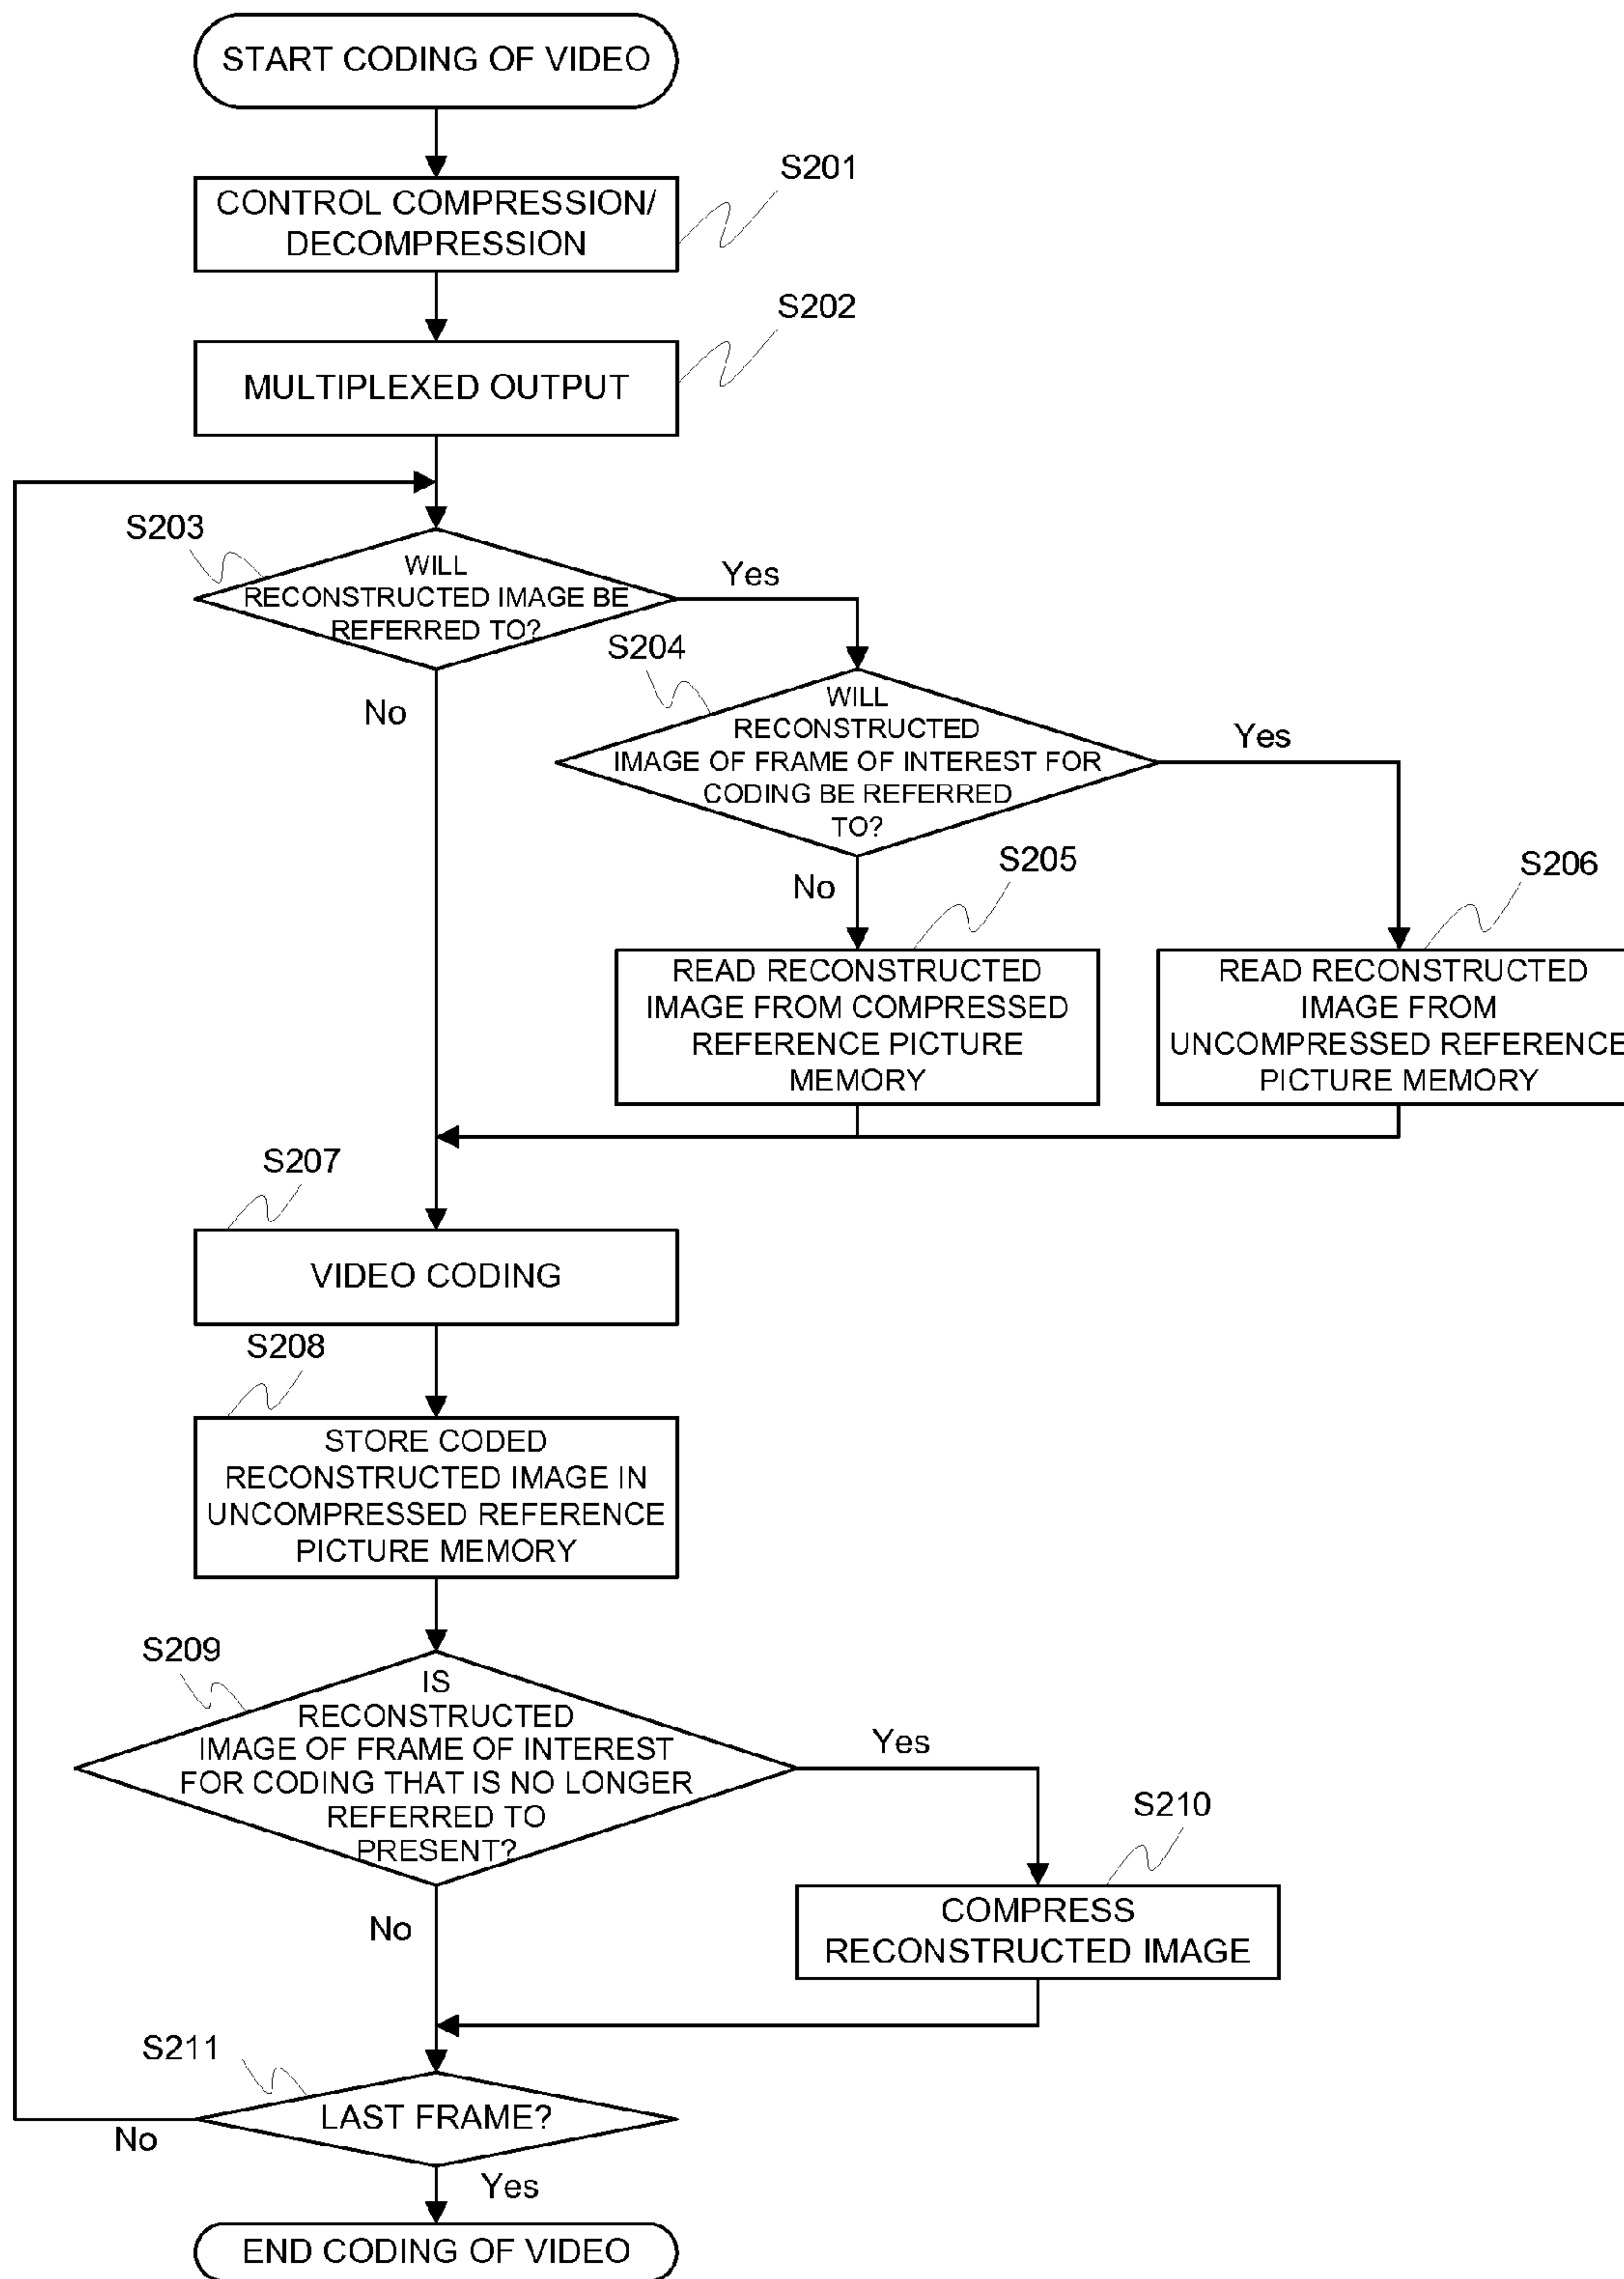 START CODING OF VIDEO
S201
CONTROL COMPRESSION/
DECOMPRESSION
S202
MULTIPLEXED OUTPUT
S203
WILL
RECONSTRUCTED IMAGE BE
REFERRED TO?
Yes
No
S204
WILL
RECONSTRUCTED
IMAGE OF FRAME OF INTEREST FOR
CODING BE REFERRED
TO?
Yes
No
S205
READ RECONSTRUCTED
IMAGE FROM COMPRESSED
REFERENCE PICTURE
MEMORY
S206
READ RECONSTRUCTED
IMAGE FROM
UNCOMPRESSED REFERENCE
PICTURE MEMORY
S207
VIDEO CODING
S208
STORE CODED
RECONSTRUCTED IMAGE IN
UNCOMPRESSED REFERENCE
PICTURE MEMORY
S209
IS
RECONSTRUCTED
IMAGE OF FRAME OF INTEREST
FOR CODING THAT IS NO LONGER
REFERRED TO
PRESENT?
Yes
No
S210
COMPRESS
RECONSTRUCTED IMAGE
S211
LAST FRAME?
No
Yes
END CODING OF VIDEO